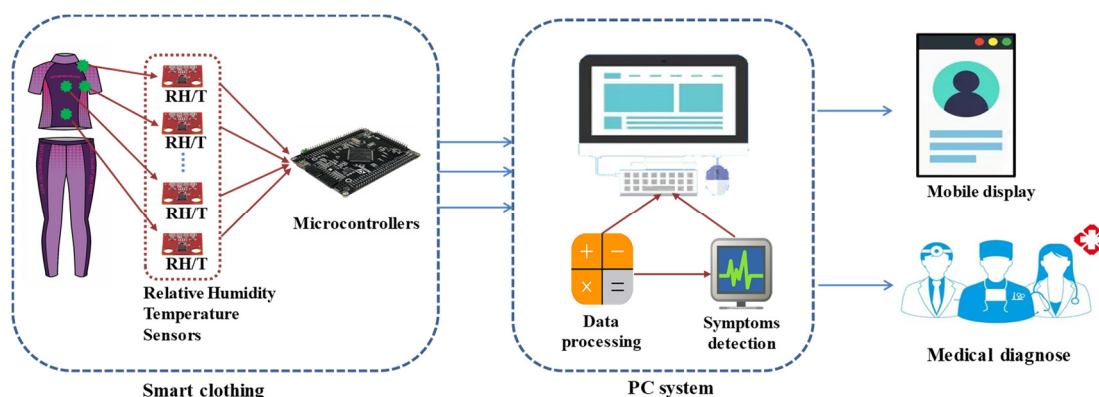 RH/T
RH/T
RH/T
RH/T
Relative Humidity
Temperature
Sensors
Microcontrollers
Smart clothing
Data
processing
Symptoms
detection
PC system
Mobile display
Medical diagnose